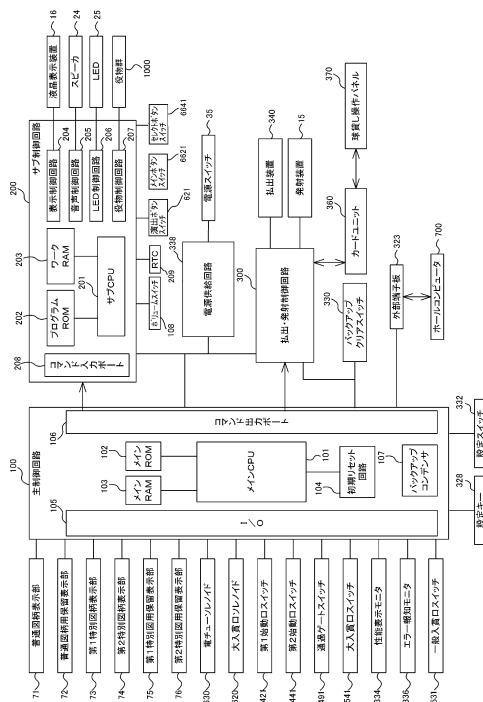 71
普通図柄表示部
72
普通図柄用保留表示部
73
第1特別図柄表示部
74
第2特別図柄表示部
75
第1特別図柄用保留表示部
76
第2特別図柄用保留表示部
630
電チューソレノイド
620
大入賞口ソレノイド
421
第1始動口スイッチ
441
第2始動口スイッチ
491
通過ゲートスイッチ
541
大入賞口スイッチ
334
性能表示モニタ
336
エラー報知モニタ
631
一般入賞口スイッチ
100
主制御回路
105
I/O
103
メインRAM
102
メインROM
メインCPU
101
104
初期リセット回路
107
バックアップコンデンサ
106
コマンド出力ポート
328
設定キー
332
設定スイッチ
200
サブ制御回路
208
コマンド入力ポート
202
プログラムROM
203
ワークRAM
201
サブCPU
表示制御回路
204
音声制御回路
205
LED制御回路
206
役物制御回路
207
16
液晶表示装置
24
スピーカ
25
LED
役物群
1000
108
ボリュームスイッチ
209
RTC
621
演出ボタンスイッチ
6621
メインボタンスイッチ
6641
セレクトボタンスイッチ
338
電源供給回路
35
電源スイッチ
300
払出・発射制御回路
340
払出装置
15
発射装置
360
カードユニット
370
球貸し操作パネル
330
バックアップクリアスイッチ
323
外部端子板
700
ホールコンピュータ